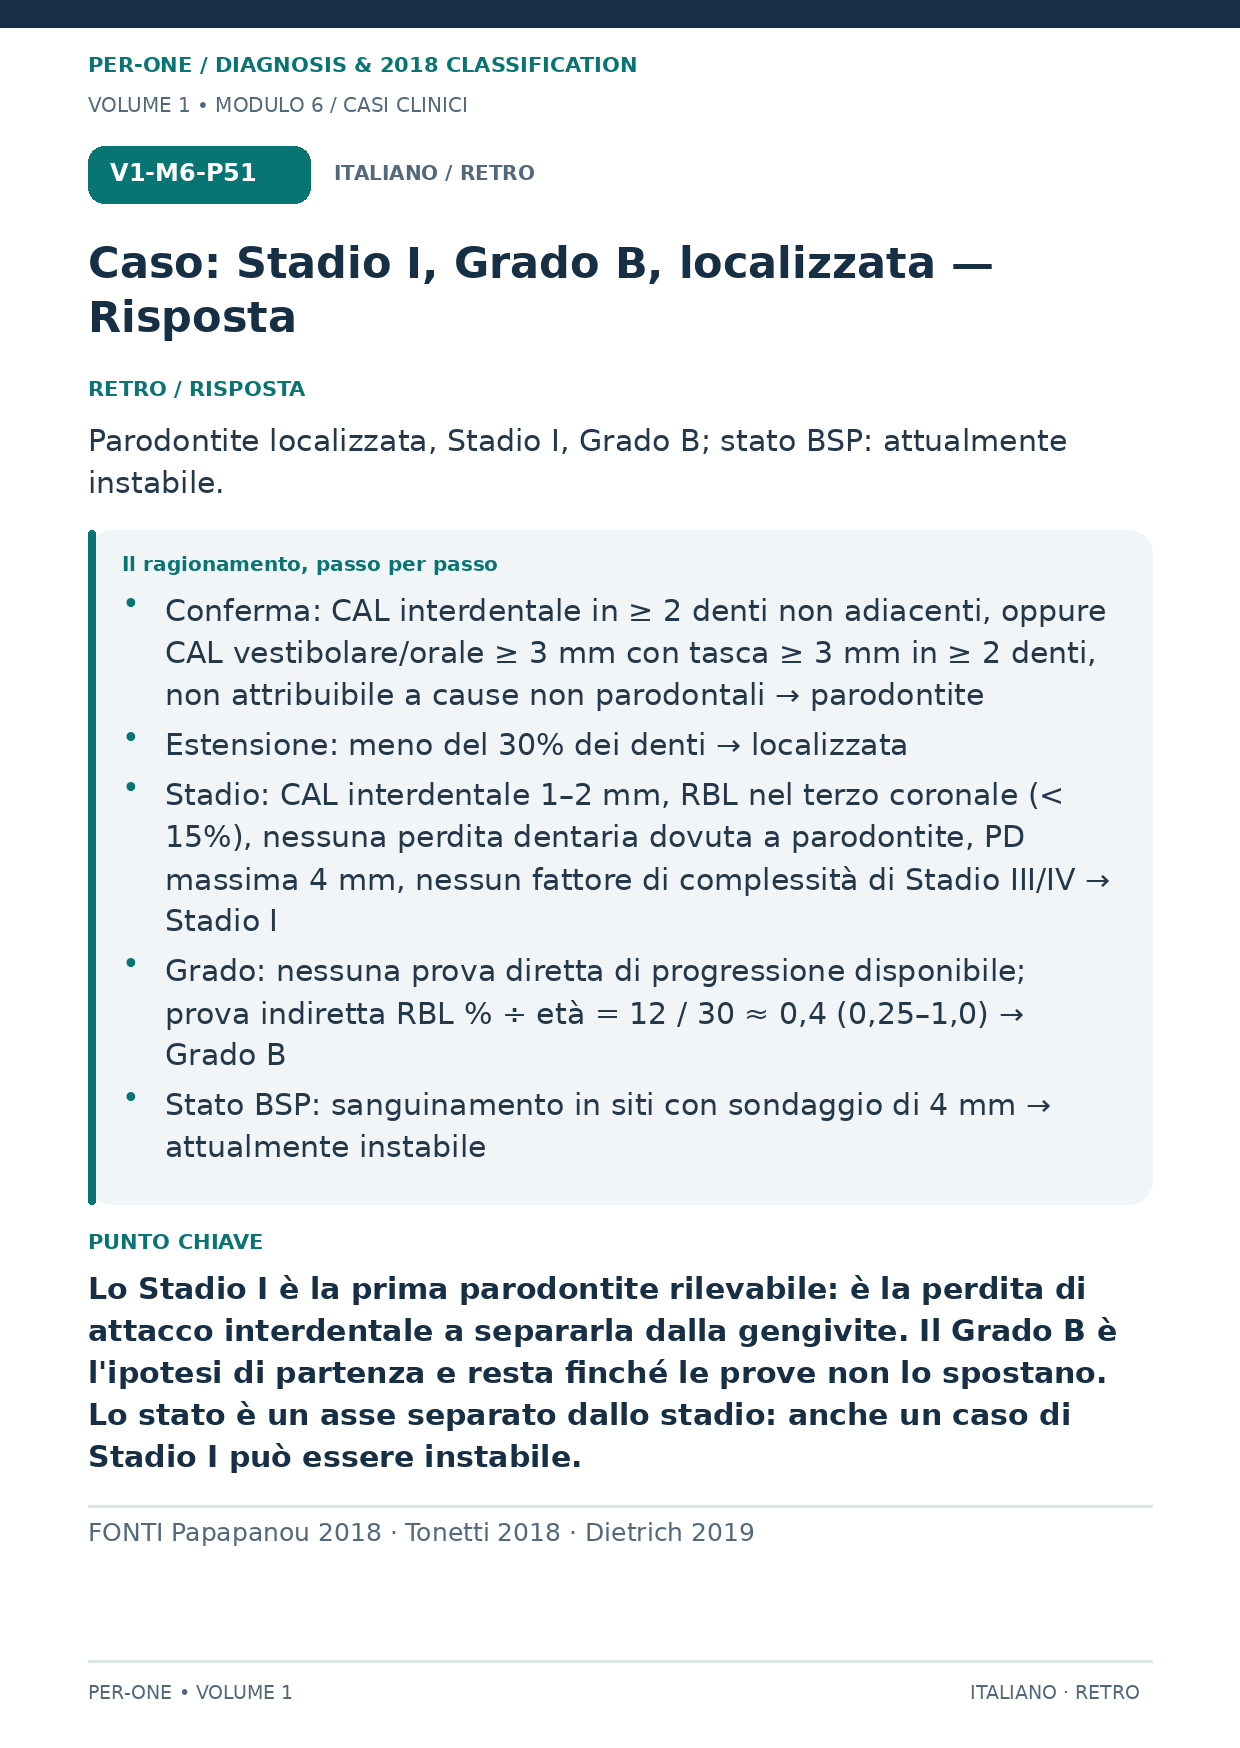 PER-ONE / DIAGNOSIS & 2018 CLASSIFICATION
VOLUME 1 • MODULO 6 / CASI CLINICI
V1-M6-P51
ITALIANO / RETRO
Caso: Stadio I, Grado B, localizzata —
Risposta
RETRO / RISPOSTA
Parodontite localizzata, Stadio I, Grado B; stato BSP: attualmente
instabile.
Il ragionamento, passo per passo
• Conferma: CAL interdentale in ≥ 2 denti non adiacenti, oppure
CAL vestibolare/orale ≥ 3 mm con tasca ≥ 3 mm in ≥ 2 denti,
non attribuibile a cause non parodontali → parodontite
• Estensione: meno del 30% dei denti → localizzata
• Stadio: CAL interdentale 1–2 mm, RBL nel terzo coronale (<
15%), nessuna perdita dentaria dovuta a parodontite, PD
massima 4 mm, nessun fattore di complessità di Stadio III/IV →
Stadio I
• Grado: nessuna prova diretta di progressione disponibile;
prova indiretta RBL % ÷ età = 12 / 30 ≈ 0,4 (0,25–1,0) →
Grado B
• Stato BSP: sanguinamento in siti con sondaggio di 4 mm →
attualmente instabile
PUNTO CHIAVE
Lo Stadio I è la prima parodontite rilevabile: è la perdita di
attacco interdentale a separarla dalla gengivite. Il Grado B è
l'ipotesi di partenza e resta finché le prove non lo spostano.
Lo stato è un asse separato dallo stadio: anche un caso di
Stadio I può essere instabile.
FONTI Papapanou 2018 · Tonetti 2018 · Dietrich 2019
PER-ONE • VOLUME 1
ITALIANO · RETRO